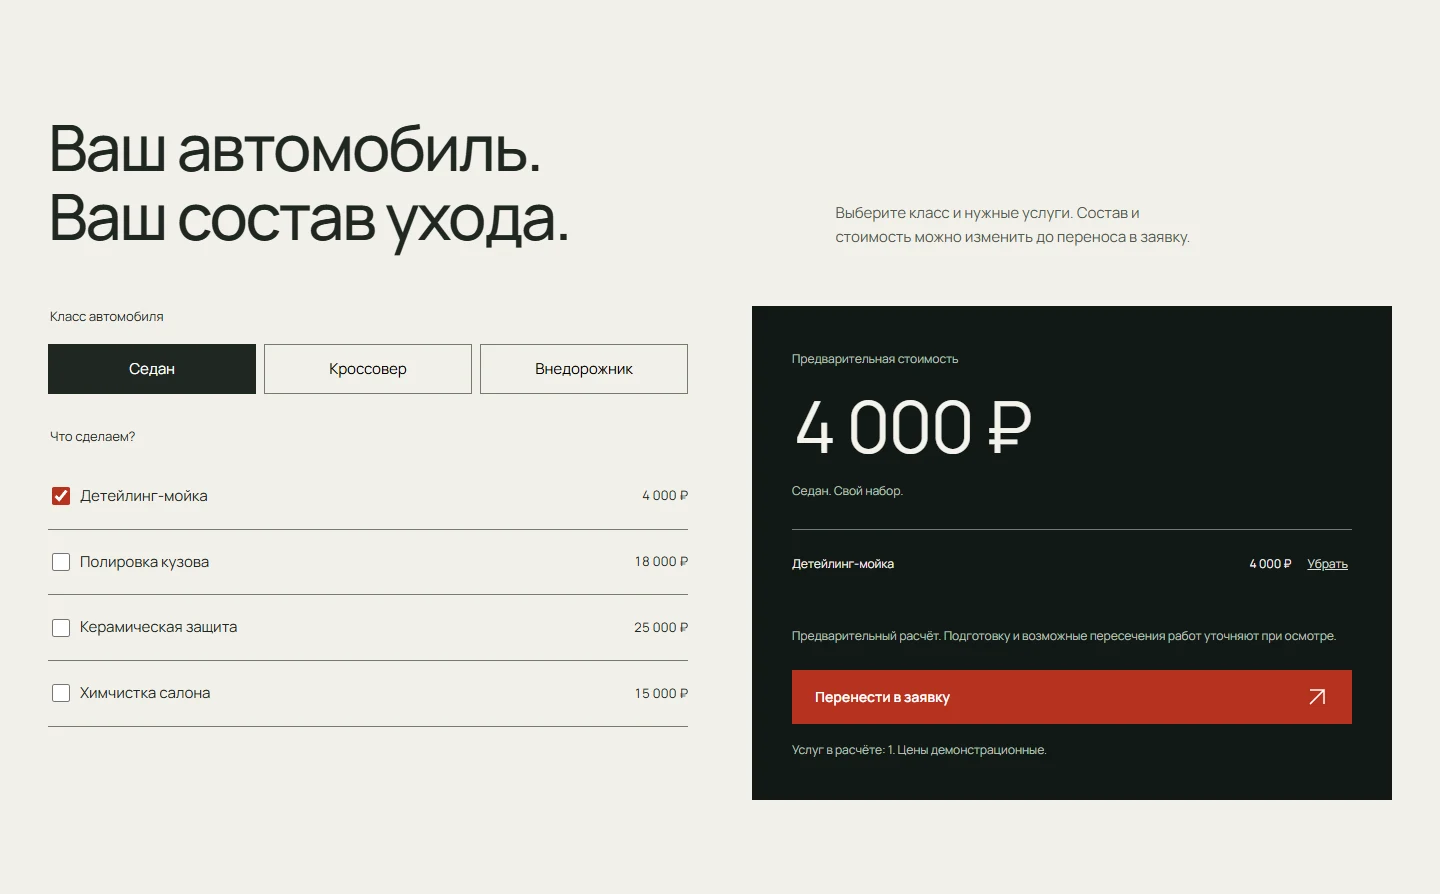 Ваш автомобиль.
Ваш состав ухода.
Выберите класс и нужные услуги. Состав и
стоимость можно изменить до переноса в заявку.
Класс автомобиля
Седан
Кроссовер
Внедорожник
Что сделаем?
Детейлинг-мойка 4 000 ₽
Полировка кузова 18 000 ₽
Керамическая защита 25 000 ₽
Химчистка салона 15 000 ₽
Предварительная стоимость
4 000 ₽
Седан. Свой набор.
Детейлинг-мойка 4 000 ₽ Убрать
Предварительный расчёт. Подготовку и возможные пересечения работ уточняют при осмотре.
Перенести в заявку
Услуг в расчёте: 1. Цены демонстрационные.